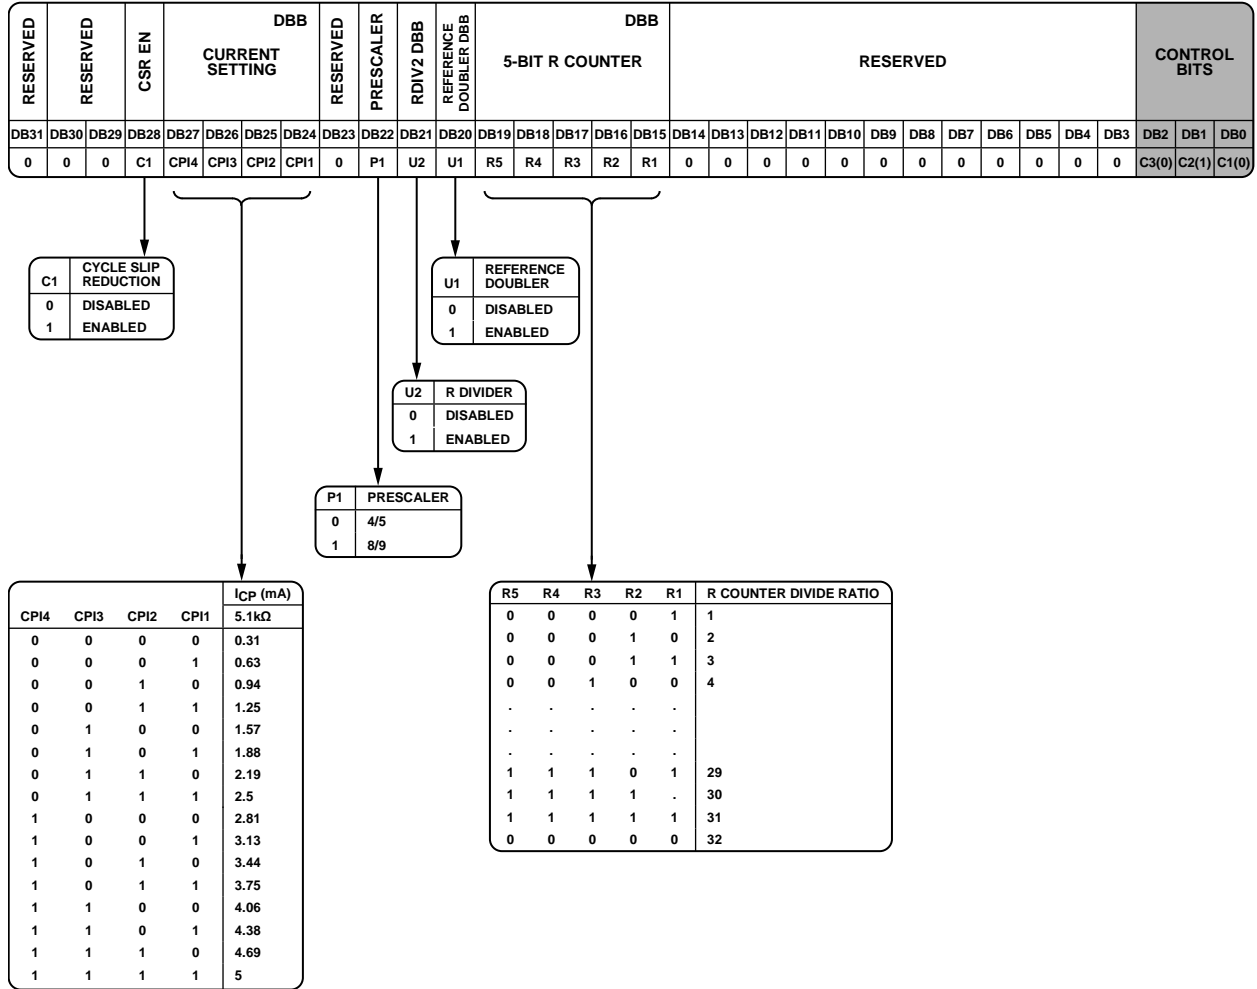 RESERVED
RESERVED
CSR EN
DBB
CURRENT
SETTING
RESERVED
PRESCALER
RDIV2 DBB
REFERENCE
DOUBLER DBB
DBB
5-BIT R COUNTER
RESERVED
CONTROL
BITS
DB31 DB30 DB29 DB28 DB27 DB26 DB25 DB24 DB23 DB22 DB21 DB20 DB19 DB18 DB17 DB16 DB15 DB14 DB13 DB12 DB11 DB10 DB9 DB8 DB7 DB6 DB5 DB4 DB3 DB2 DB1 DB0
0 0 0 C1 CPI4 CPI3 CPI2 CPI1 0 P1 U2 U1 R5 R4 R3 R2 R1 0 0 0 0 0 0 0 0 0 0 0 0 C3(0) C2(1) C1(0)
C1 CYCLE SLIP
REDUCTION
0 DISABLED
1 ENABLED
U1 REFERENCE
DOUBLER
0 DISABLED
1 ENABLED
U2 R DIVIDER
0 DISABLED
1 ENABLED
P1 PRESCALER
0 4/5
1 8/9
ICP (mA)
CPI4 CPI3 CPI2 CPI1 5.1kΩ
0 0 0 0 0.31
0 0 0 1 0.63
0 0 1 0 0.94
0 0 1 1 1.25
0 1 0 0 1.57
0 1 0 1 1.88
0 1 1 0 2.19
0 1 1 1 2.5
1 0 0 0 2.81
1 0 0 1 3.13
1 0 1 0 3.44
1 0 1 1 3.75
1 1 0 0 4.06
1 1 0 1 4.38
1 1 1 0 4.69
1 1 1 1 5
R5 R4 R3 R2 R1 R COUNTER DIVIDE RATIO
0 0 0 0 1 1
0 0 0 1 0 2
0 0 0 1 1 3
0 0 1 0 0 4
. . . . .
. . . . .
. . . . .
1 1 1 0 1 29
1 1 1 1 . 30
1 1 1 1 1 31
0 0 0 0 0 32